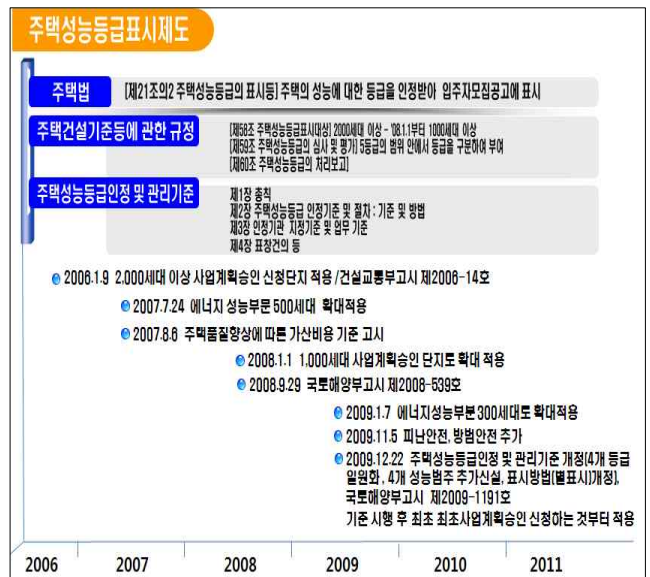 주택성능등급표시제도
주택법
[제21조의2 주택성능등급의 표시등] 주택의 성능에 대한 등급을 인정받아 입주자모집공고에 표시
주택건설기준등에 관한 규정
[제58조 주택성능등급표시대상] 2000세대 이상 - '08.1.1부터 1000세대 이상
[제59조 주택성능등급의 심사 및 평가] 5등급의 범위 안에서 등급을 구분하여 부여
[제60조 주택성능등급의 처리보고]
주택성능등급인정 및 관리기준
제1장 총칙
제2장 주택성능등급 인정기준 및 절차 : 기준 및 방법
제3장 인정기관 지정기준 및 업무 기준
제4장 표창건의 등
2006.1.9 2,000세대 이상 사업계획승인 신청단지 적용 /건설교통부고시 제2006-14호
2007.7.24 에너지 성능부문 500세대 확대적용
2007.8.6 주택품질향상에 따른 가산비용 기준 고시
2008.1.1 1,000세대 사업계획승인 단지로 확대 적용
2008.9.29 국토해양부고시 제2008-539호
2009.1.7 에너지성능부분 300세대로 확대적용
2009.11.5 피난안전, 방범안전 추가
2009.12.22 주택성능등급인정 및 관리기준 개정(4개 등급
일원화, 4개 성능범주 추가신설, 표시방법(별표시)개정),
국토해양부고시 제2009-1191호
기준 시행 후 최초 최초사업계획승인 신청하는 것부터 적용
2006 2007 2008 2009 2010 2011